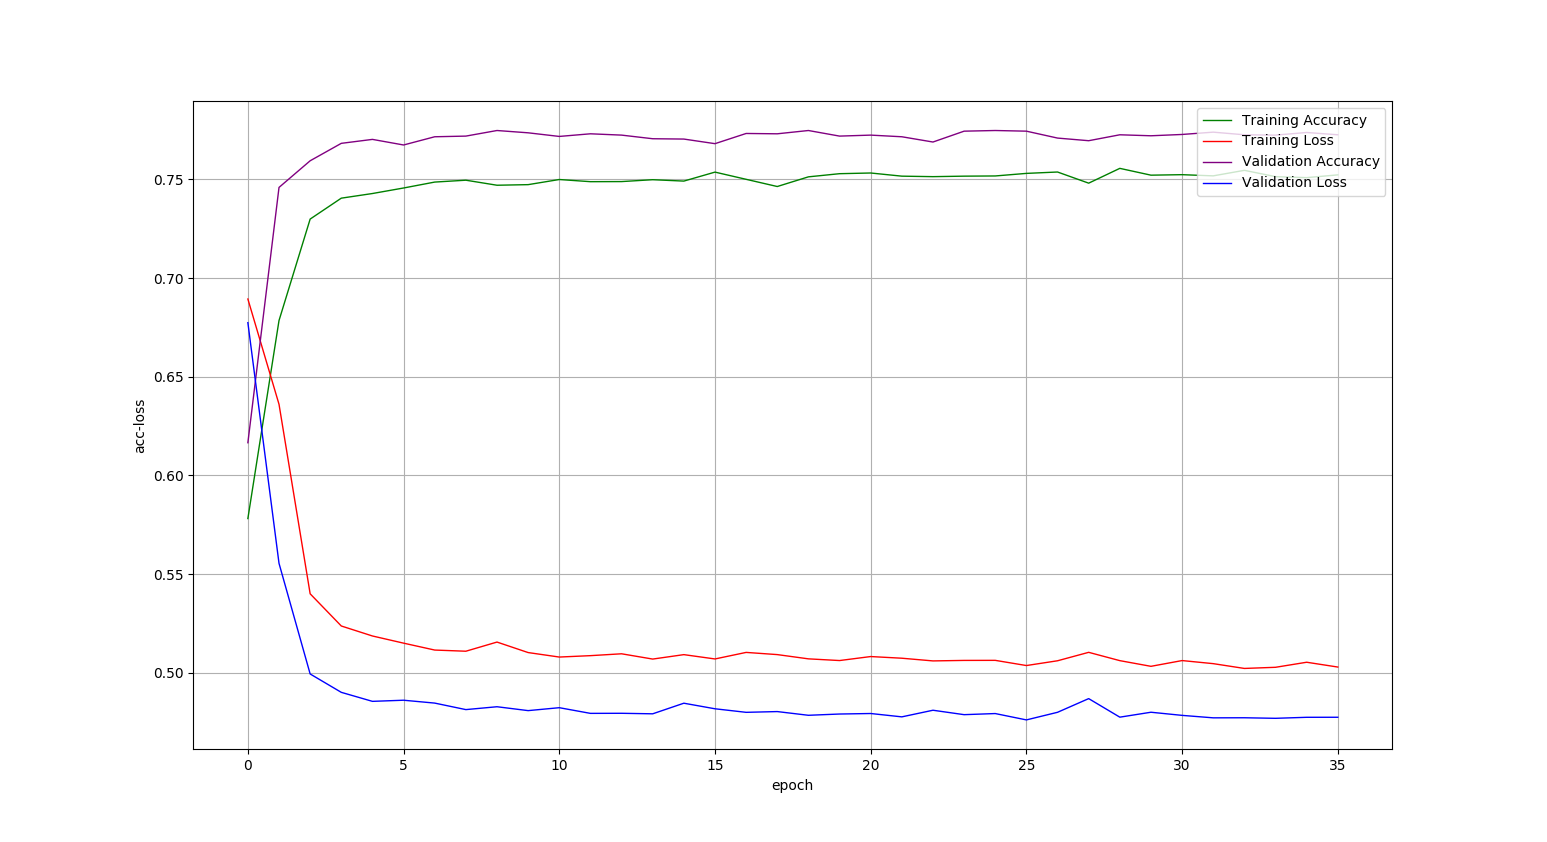 Training Accuracy
Training Loss
Validation Accuracy
Validation Loss
0.75
0.70
0.65
0.60
0.55
0.50
acc-loss
0 5 10 15 20 25 30 35
epoch